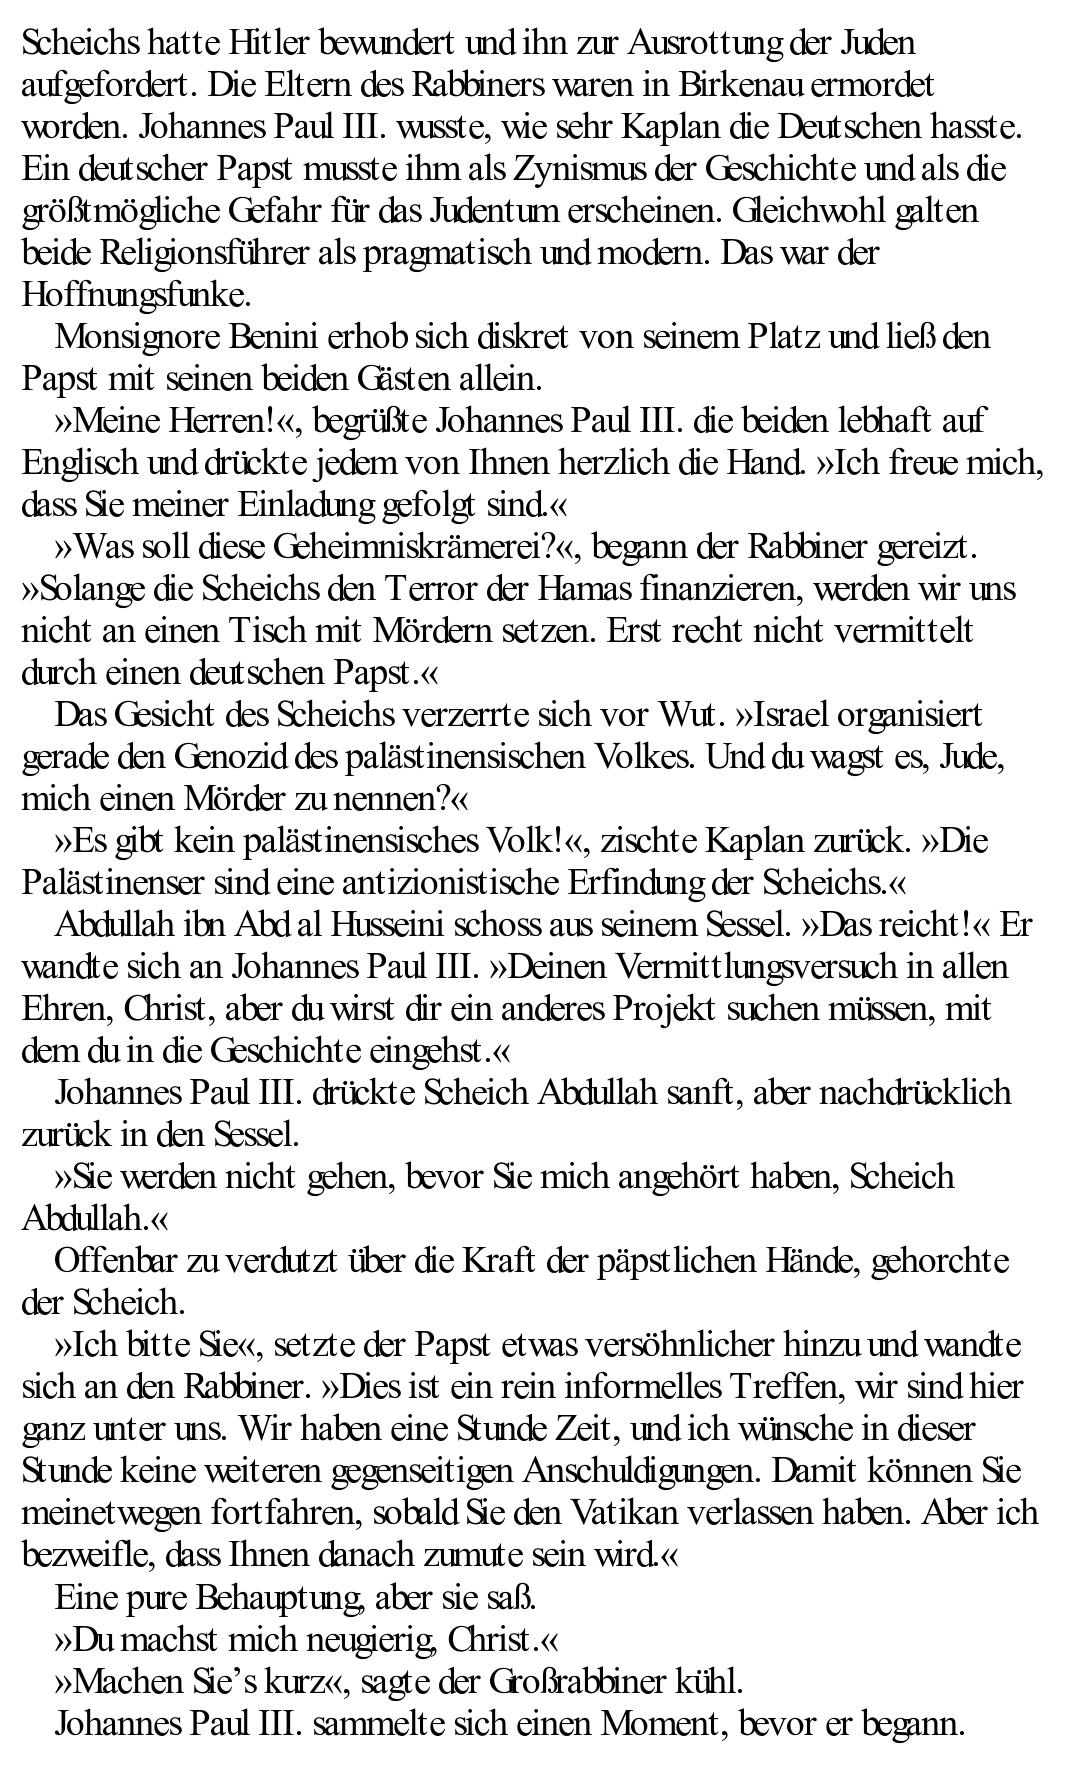 Scheichs hatte Hitler bewundert und ihn zur Ausrottung der Juden
aufgefordert. Die Eltern des Rabbiners waren in Birkenau ermordet
worden. Johannes Paul III. wusste, wie sehr Kaplan die Deutschen hasste.
Ein deutscher Papst musste ihm als Zynismus der Geschichte und als die
größtmögliche Gefahr für das Judentum erscheinen. Gleichwohl galten
beide Religionsführer als pragmatisch und modern. Das war der
Hoffnungsfunke.
Monsignore Benini erhob sich diskret von seinem Platz und ließ den
Papst mit seinen beiden Gästen allein.
»Meine Herren!«, begrüßte Johannes Paul III. die beiden lebhaft auf
Englisch und drückte jedem von Ihnen herzlich die Hand. »Ich freue mich,
dass Sie meiner Einladung gefolgt sind.«
»Was soll diese Geheimniskrämerei?«, begann der Rabbiner gereizt.
»Solange die Scheichs den Terror der Hamas finanzieren, werden wir uns
nicht an einen Tisch mit Mördern setzen. Erst recht nicht vermittelt
durch einen deutschen Papst.«
Das Gesicht des Scheichs verzerrte sich vor Wut. »Israel organisiert
gerade den Genozid des palästinensischen Volkes. Und du wagst es, Jude,
mich einen Mörder zu nennen?«
»Es gibt kein palästinensisches Volk!«, zischte Kaplan zurück. »Die
Palästinenser sind eine antizionistische Erfindung der Scheichs.«
Abdullah ibn Abd al Husseini schoss aus seinem Sessel. »Das reicht!« Er
wandte sich an Johannes Paul III. »Deinen Vermittlungsversuch in allen
Ehren, Christ, aber du wirst dir ein anderes Projekt suchen müssen, mit
dem du in die Geschichte eingehst.«
Johannes Paul III. drückte Scheich Abdullah sanft, aber nachdrücklich
zurück in den Sessel.
»Sie werden nicht gehen, bevor Sie mich angehört haben, Scheich
Abdullah.«
Offenbar zu verdutzt über die Kraft der päpstlichen Hände, gehorchte
der Scheich.
»Ich bitte Sie«, setzte der Papst etwas versöhnlicher hinzu und wandte
sich an den Rabbiner. »Dies ist ein rein informelles Treffen, wir sind hier
ganz unter uns. Wir haben eine Stunde Zeit, und ich wünsche in dieser
Stunde keine weiteren gegenseitigen Anschuldigungen. Damit können Sie
meinetwegen fortfahren, sobald Sie den Vatikan verlassen haben. Aber ich
bezweifle, dass Ihnen danach zumute sein wird.«
Eine pure Behauptung, aber sie saß.
»Du machst mich neugierig, Christ.«
»Machen Sie’s kurz«, sagte der Großrabbiner kühl.
Johannes Paul III. sammelte sich einen Moment, bevor er begann.